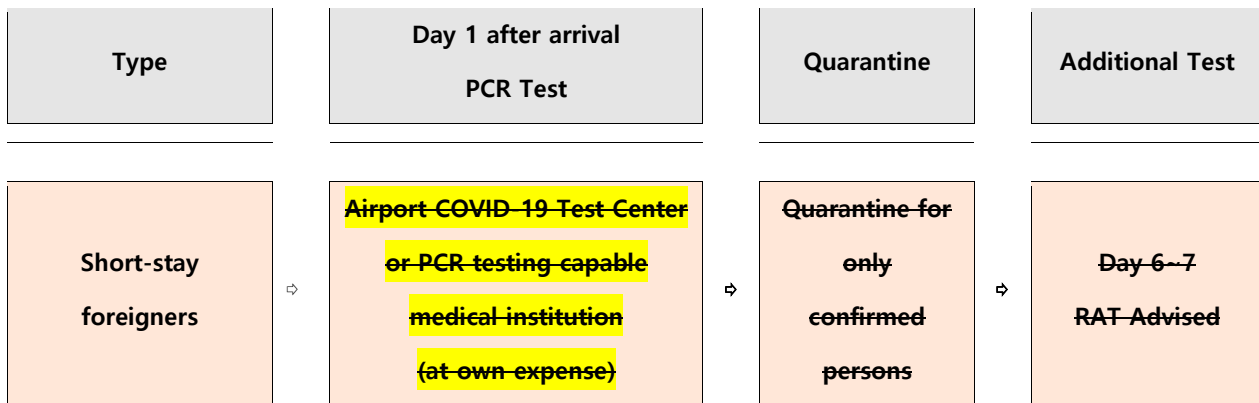 Type
Day 1 after arrival
PCR Test
Quarantine
Additional Test
Short-stay
foreigners
⇨
Airport COVID-19 Test Center
or PCR testing capable
medical institution
(at own expense)
⇨
Quarantine for
only
confirmed
persons
⇨
Day 6~7
RAT Advised